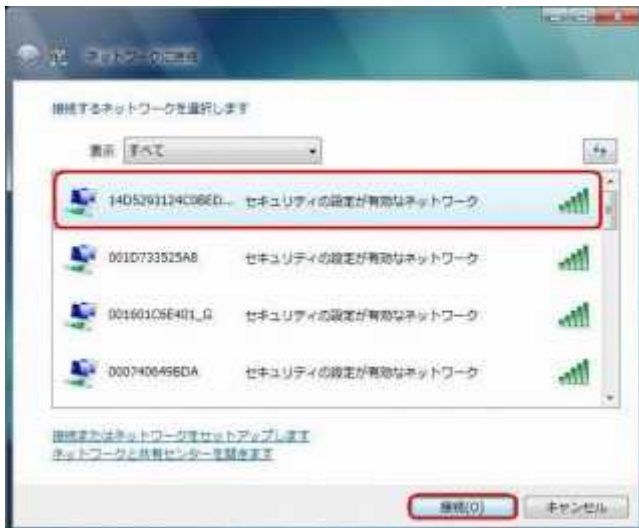 ネットワークに接続
接続するネットワークを選択します
表示 すべて
14D5293124C0BED... セキュリティの設定が有効なネットワーク
001D733525A8 セキュリティの設定が有効なネットワーク
001601C6E401_G セキュリティの設定が有効なネットワーク
000740649BDA セキュリティの設定が有効なネットワーク
接続またはネットワークをセットアップします
ネットワークと共有センターを開きます
接続(O) キャンセル